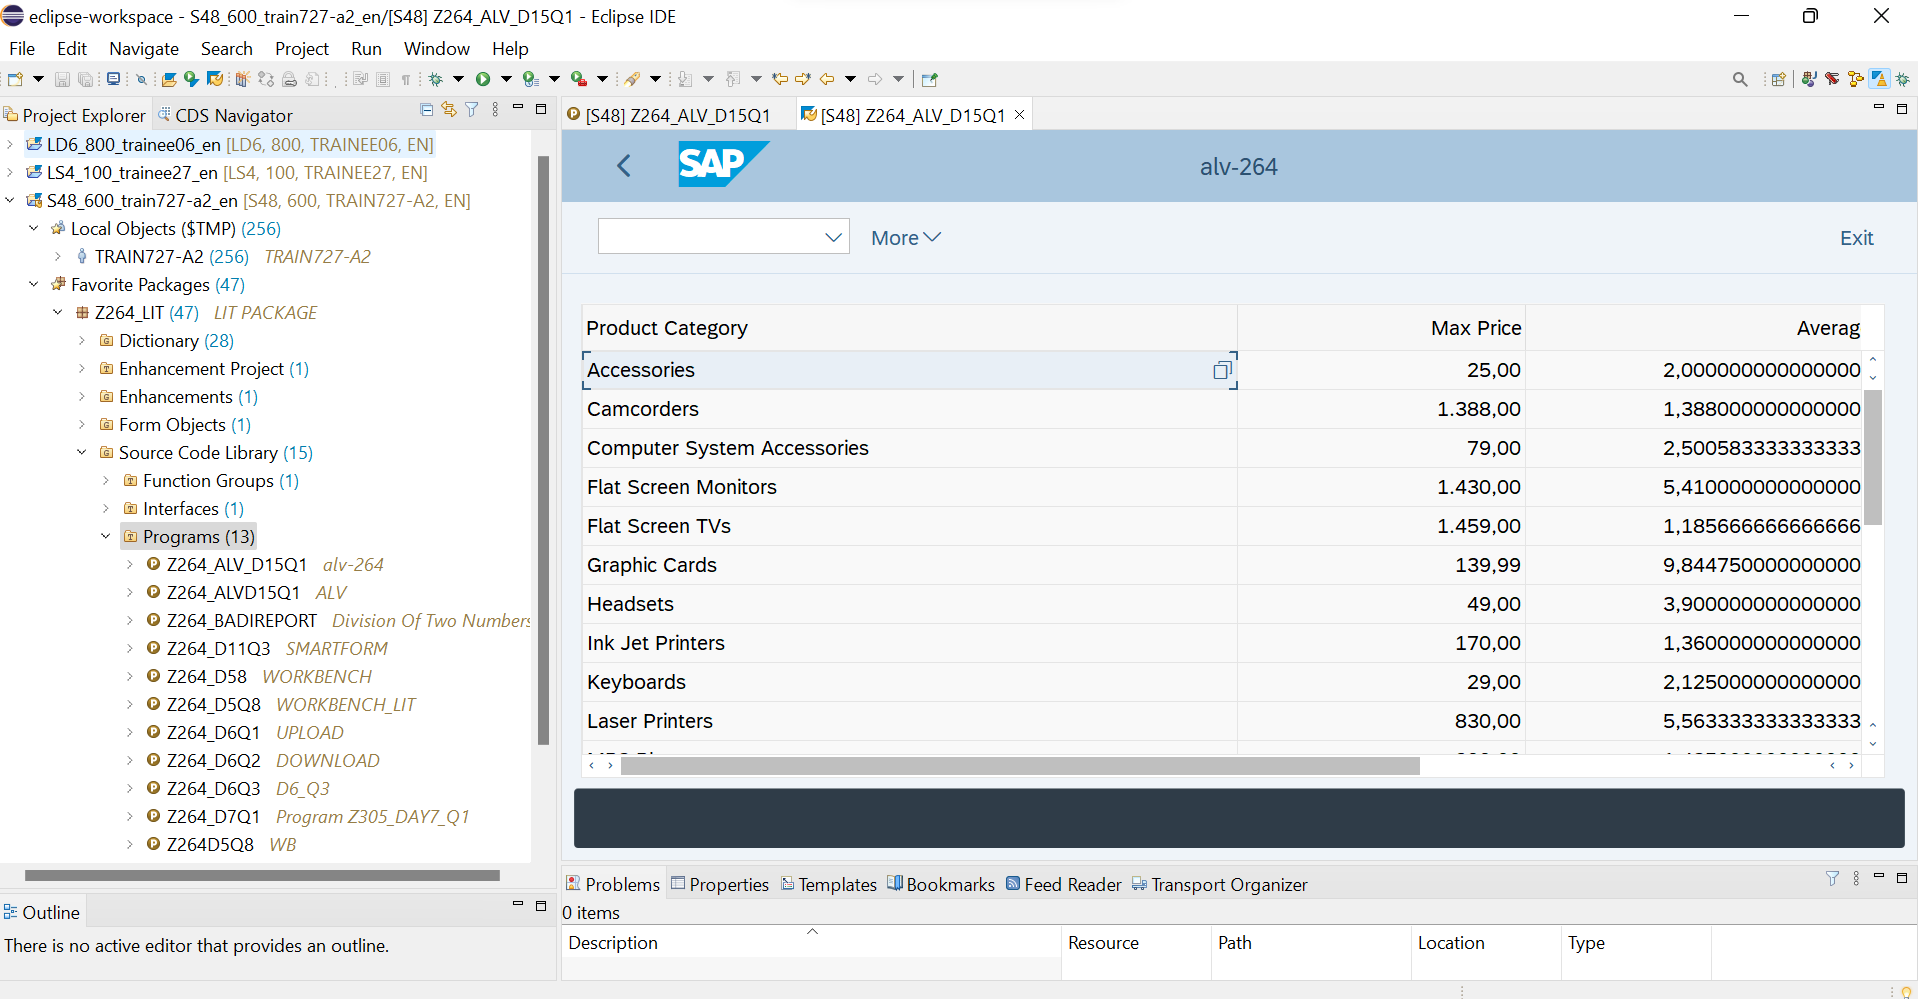 eclipse-workspace - S48_600_train727-a2_en/[S48] Z264_ALV_D15Q1 - Eclipse IDE
File Edit Navigate Search Project Run Window Help
Project Explorer CDS Navigator
LD6_800_trainee06_en [LD6, 800, TRAINEE06, EN]
LS4_100_trainee27_en [LS4, 100, TRAINEE27, EN]
S48_600_train727-a2_en [S48, 600, TRAIN727-A2, EN]
Local Objects ($TMP) (256)
TRAIN727-A2 (256) TRAIN727-A2
Favorite Packages (47)
Z264_LIT (47) LIT PACKAGE
Dictionary (28)
Enhancement Project (1)
Enhancements (1)
Form Objects (1)
Source Code Library (15)
Function Groups (1)
Interfaces (1)
Programs (13)
Z264_ALV_D15Q1 alv-264
Z264_ALVD15Q1 ALV
Z264_BADIREPORT Division Of Two Numbers
Z264_D11Q3 SMARTFORM
Z264_D58 WORKBENCH
Z264_D5Q8 WORKBENCH_LIT
Z264_D6Q1 UPLOAD
Z264_D6Q2 DOWNLOAD
Z264_D6Q3 D6_Q3
Z264_D7Q1 Program Z305_DAY7_Q1
Z264D5Q8 WB
Outline
There is no active editor that provides an outline.
[S48] Z264_ALV_D15Q1 [S48] Z264_ALV_D15Q1
SAP alv-264
More Exit
Product Category Max Price Averag
Accessories 25,00 2,000000000000000
Camcorders 1.388,00 1,388000000000000
Computer System Accessories 79,00 2,500583333333333
Flat Screen Monitors 1.430,00 5,410000000000000
Flat Screen TVs 1.459,00 1,185666666666666
Graphic Cards 139,99 9,844750000000000
Headsets 49,00 3,900000000000000
Ink Jet Printers 170,00 1,360000000000000
Keyboards 29,00 2,125000000000000
Laser Printers 830,00 5,563333333333333
Problems Properties Templates Bookmarks Feed Reader Transport Organizer
0 items
Description Resource Path Location Type